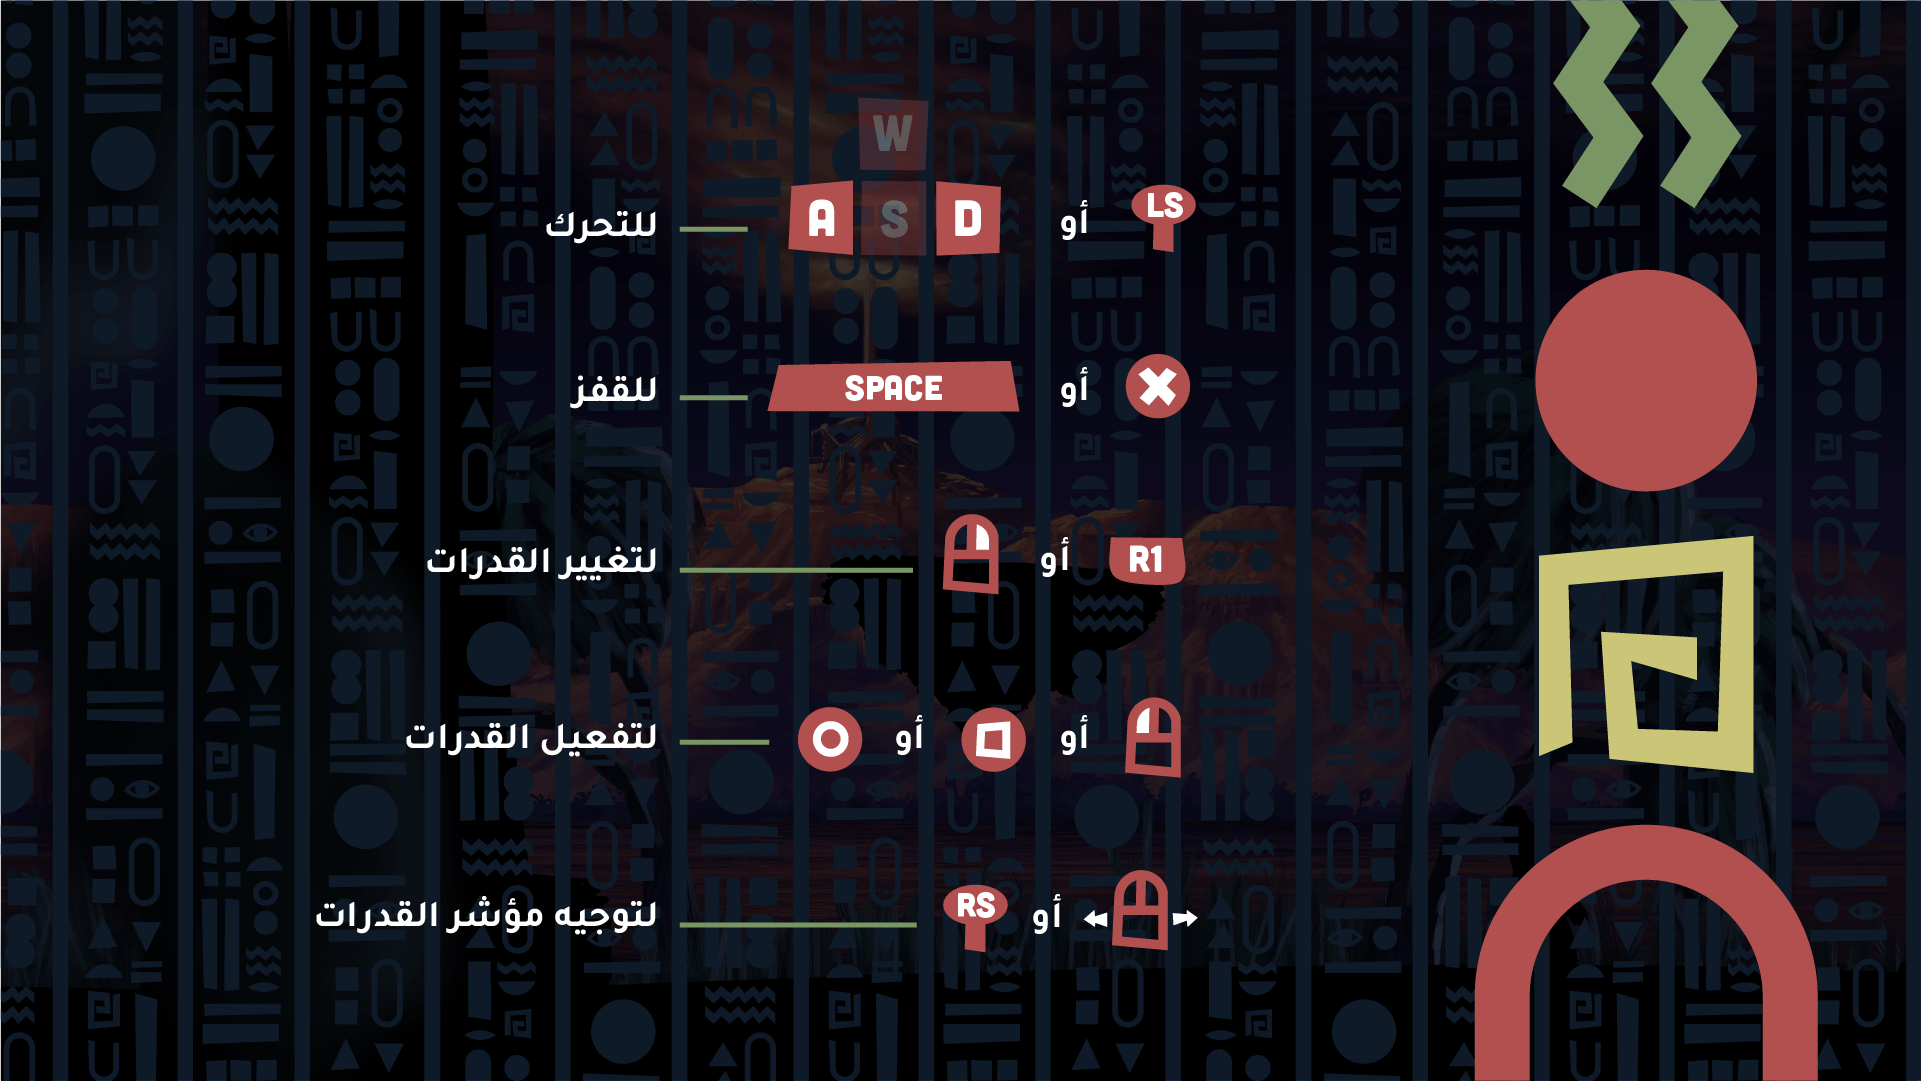 W
LS أو A S D للتحرك
أو SPACE للقفز
R1 أو لتغيير القدرات
أو أو لتفعيل القدرات
أو RS لتوجيه مؤشر القدرات